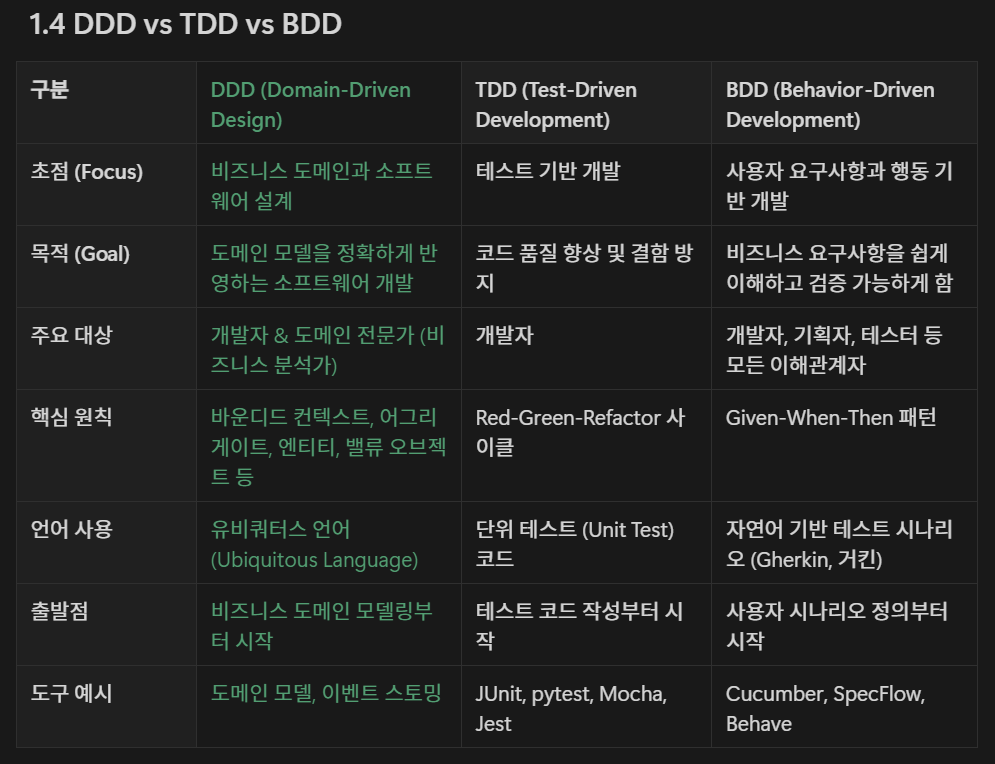 1.4 DDD vs TDD vs BDD
구분
DDD (Domain-Driven
Design)
TDD (Test-Driven
Development)
BDD (Behavior-Driven
Development)
초점 (Focus)
비즈니스 도메인과 소프트
웨어 설계
테스트 기반 개발
사용자 요구사항과 행동 기
반 개발
목적 (Goal)
도메인 모델을 정확하게 반
영하는 소프트웨어 개발
코드 품질 향상 및 결함 방
지
비즈니스 요구사항을 쉽게
이해하고 검증 가능하게 함
주요 대상
개발자 & 도메인 전문가 (비
즈니스 분석가)
개발자
개발자, 기획자, 테스터 등
모든 이해관계자
핵심 원칙
바운디드 컨텍스트, 어그리
게이트, 엔티티, 밸류 오브젝
트 등
Red-Green-Refactor 사
이클
Given-When-Then 패턴
언어 사용
유비쿼터스 언어
(Ubiquitous Language)
단위 테스트 (Unit Test)
코드
자연어 기반 테스트 시나리
오 (Gherkin, 거킨)
출발점
비즈니스 도메인 모델링부
터 시작
테스트 코드 작성부터 시
작
사용자 시나리오 정의부터
시작
도구 예시
도메인 모델, 이벤트 스토밍
JUnit, pytest, Mocha,
Jest
Cucumber, SpecFlow,
Behave